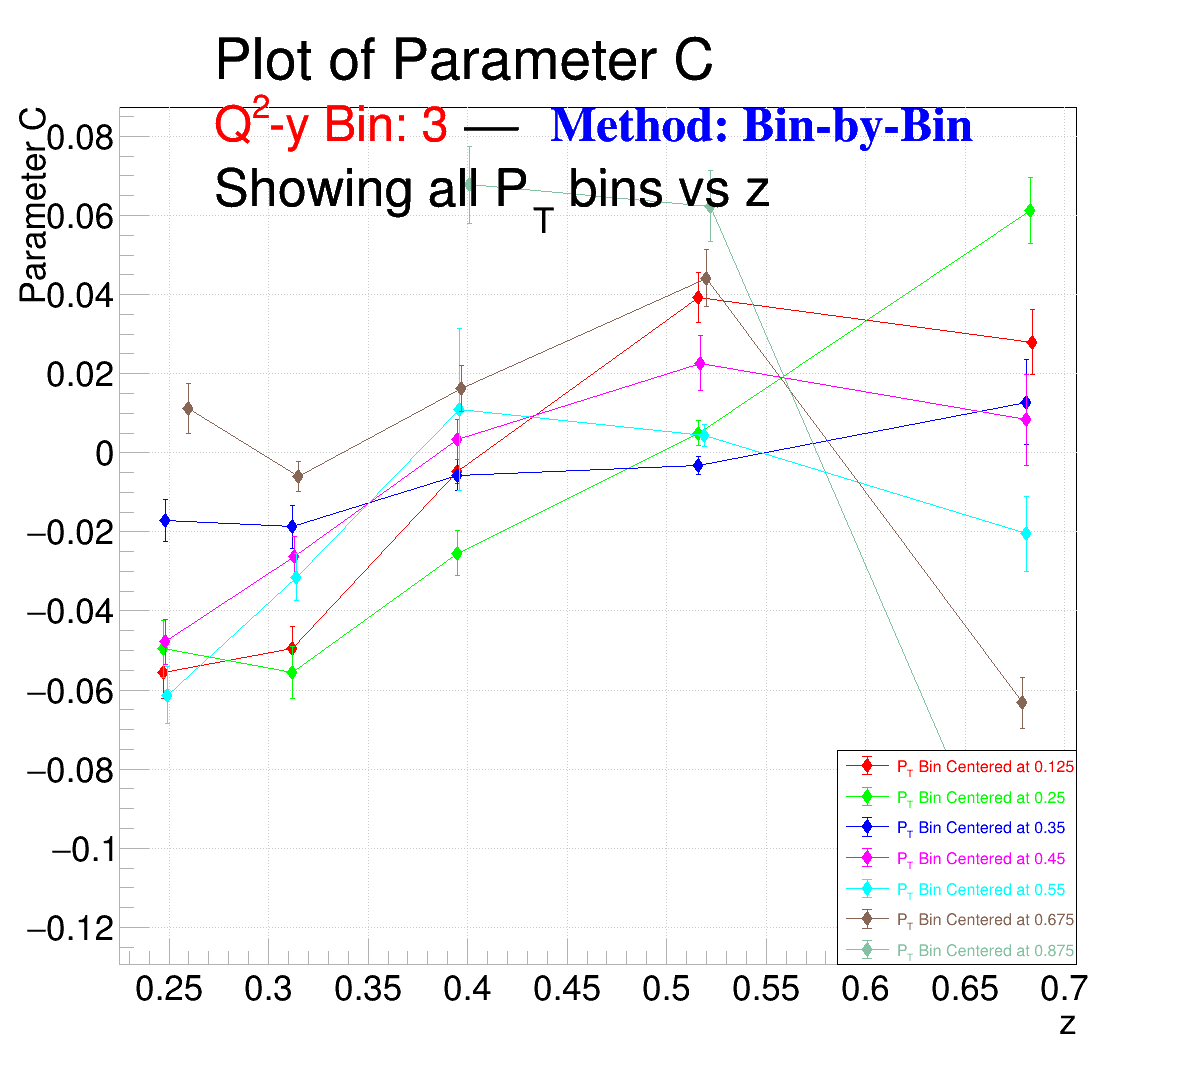 Plot of Parameter C
Q2-y Bin: 3 — Method: Bin-by-Bin
Showing all PT bins vs z
Parameter C
0.08
0.06
0.04
0.02
0
−0.02
−0.04
−0.06
−0.08
−0.1
−0.12
PT Bin Centered at 0.125
PT Bin Centered at 0.25
PT Bin Centered at 0.35
PT Bin Centered at 0.45
PT Bin Centered at 0.55
PT Bin Centered at 0.675
PT Bin Centered at 0.875
0.25 0.3 0.35 0.4 0.45 0.5 0.55 0.6 0.65 0.7
z